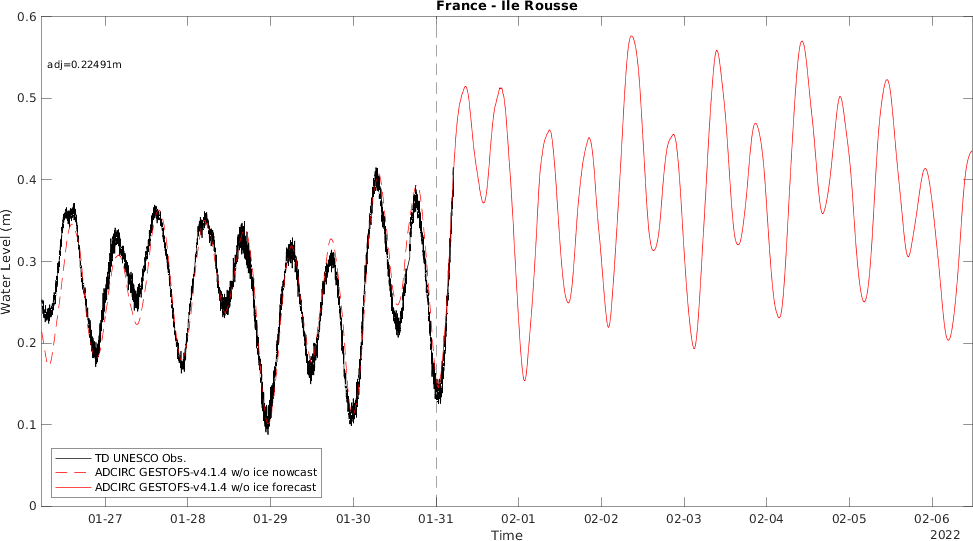 France - Ile Rousse
adj=0.22491m
0.6
0.5
0.4
0.3
0.2
0.1
0
Water Level (m)
TD UNESCO Obs.
ADCIRC GESTOFS-v4.1.4 w/o ice nowcast
ADCIRC GESTOFS-v4.1.4 w/o ice forecast
01-27 01-28 01-29 01-30 01-31 02-01 02-02 02-03 02-04 02-05 02-06
Time
2022